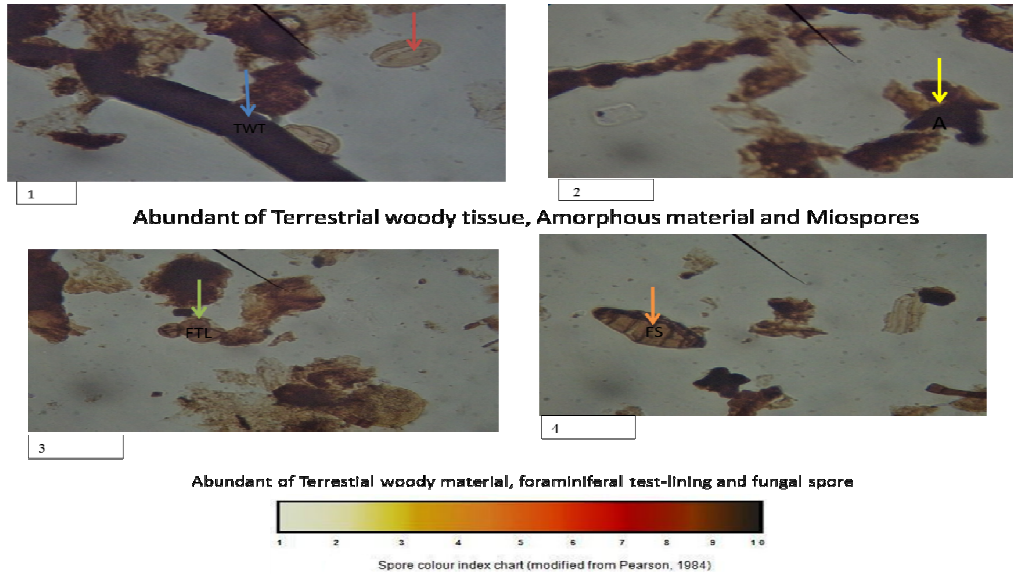 TWT
A
1
2
Abundant of Terrestrial woody tissue, Amorphous material and Miospores
FTL
FS
3
4
Abundant of Terrestial woody material, foraminiferal test-lining and fungal spore
1 2 3 4 5 6 7 8 9 10
Spore colour index chart (modified from Pearson, 1984)